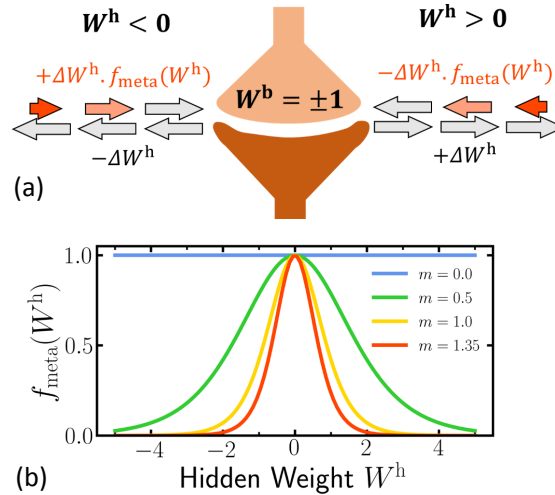 W^h < 0
W^h > 0
+ΔW^h . f_meta(W^h)
W^b = ±1
−ΔW^h . f_meta(W^h)
−ΔW^h
+ΔW^h
(a)
1.0
0.5
0.0
f_meta(W^h)
m = 0.0
m = 0.5
m = 1.0
m = 1.35
−4 −2 0 2 4
(b)
Hidden Weight W^h